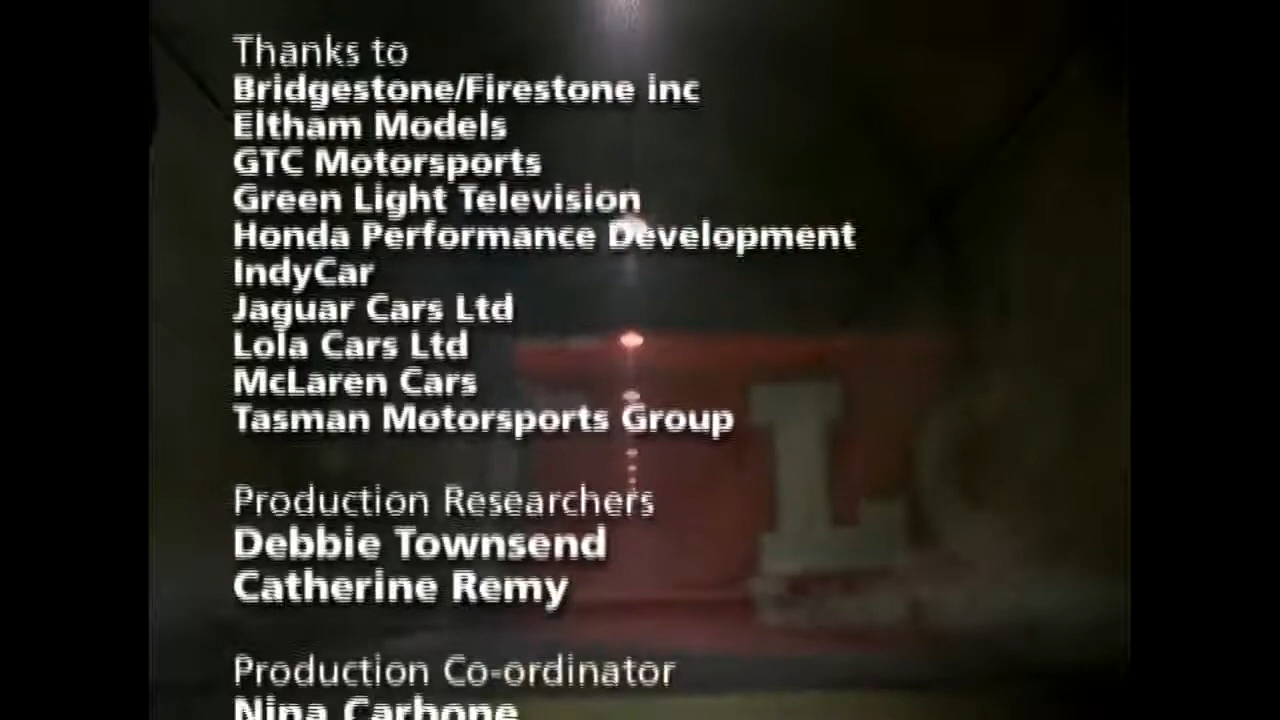 Thanks to
Bridgestone/Firestone inc
Eltham Models
GTC Motorsports
Green Light Television
Honda Performance Development
IndyCar
Jaguar Cars Ltd
Lola Cars Ltd
McLaren Cars
Tasman Motorsports Group
Production Researchers
Debbie Townsend
Catherine Remy
Production Co-ordinator
Nina Carbone